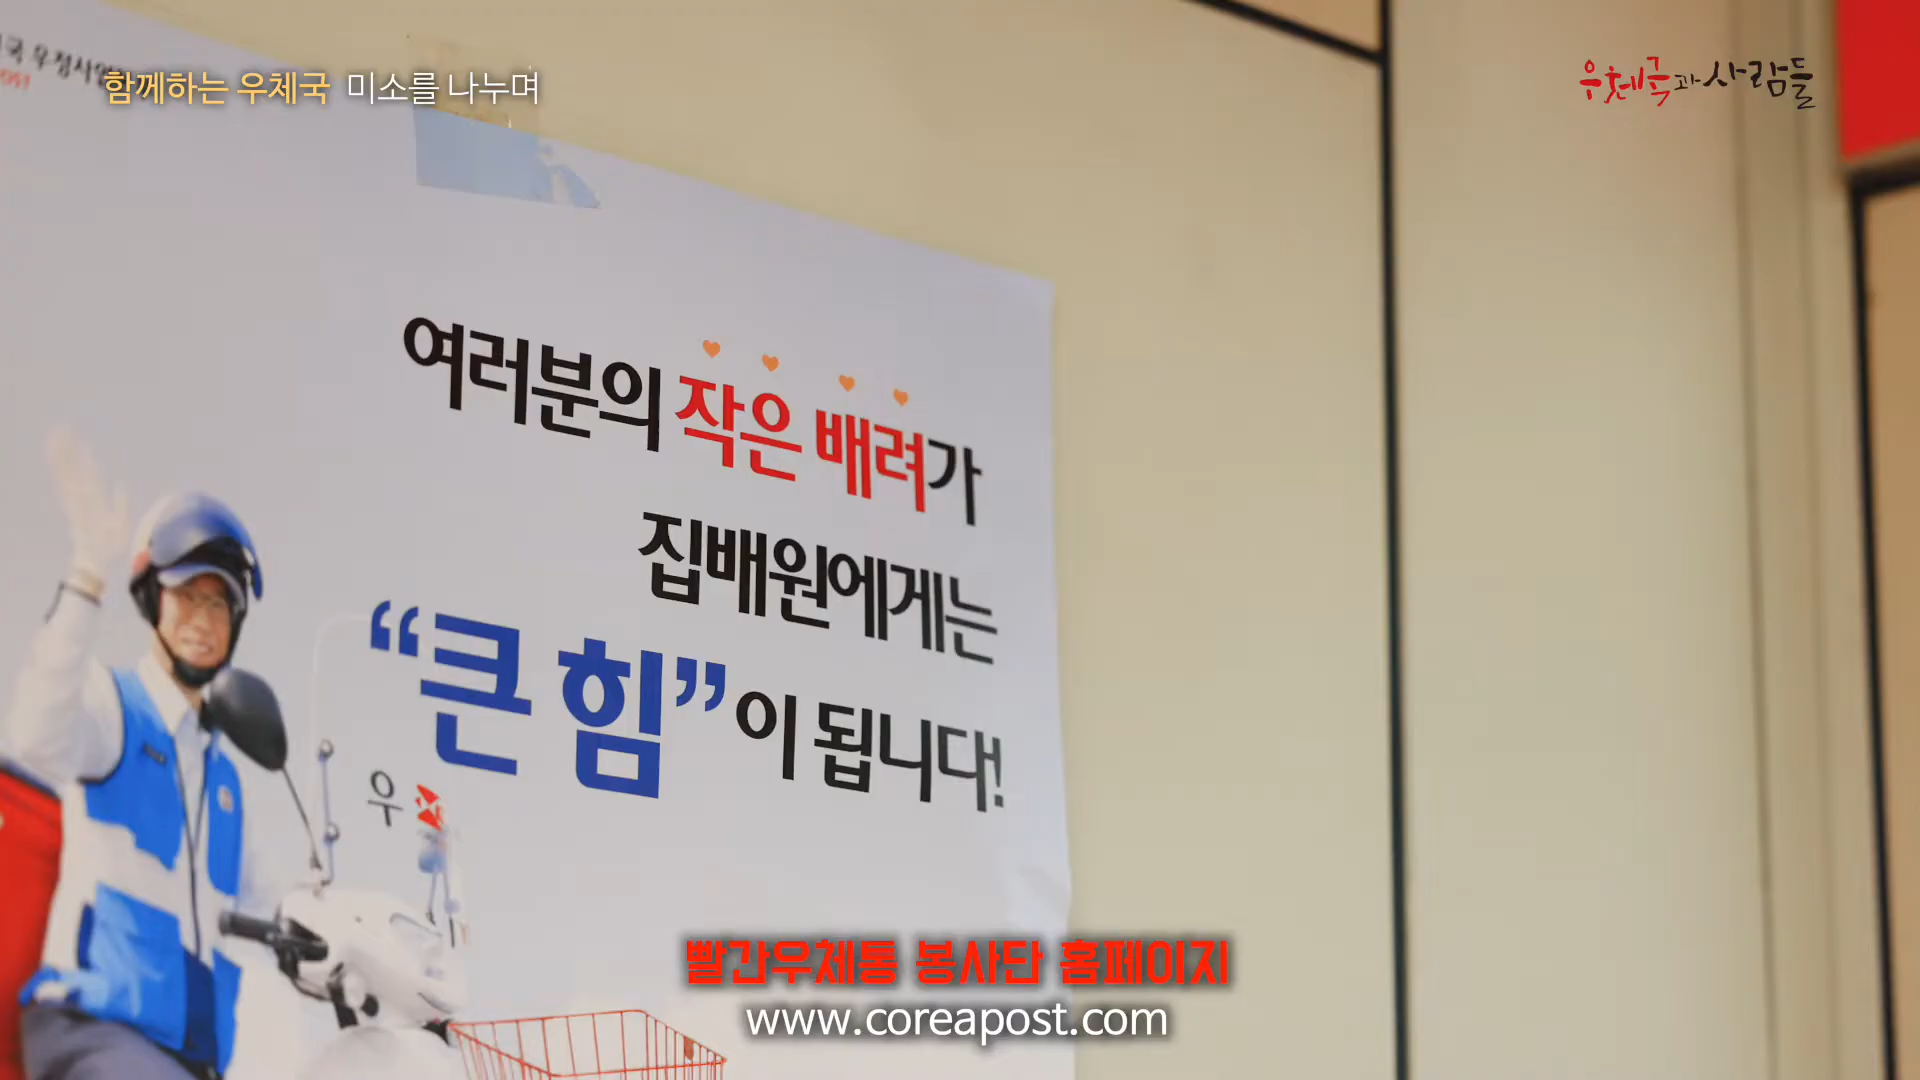 함께하는 우체국 미소를 나누며
우체국과사람들
여러분의 작은 배려가
집배원에게는
“큰 힘”이 됩니다!
우
빨간우체통 봉사단 홈페이지
www.coreapost.com